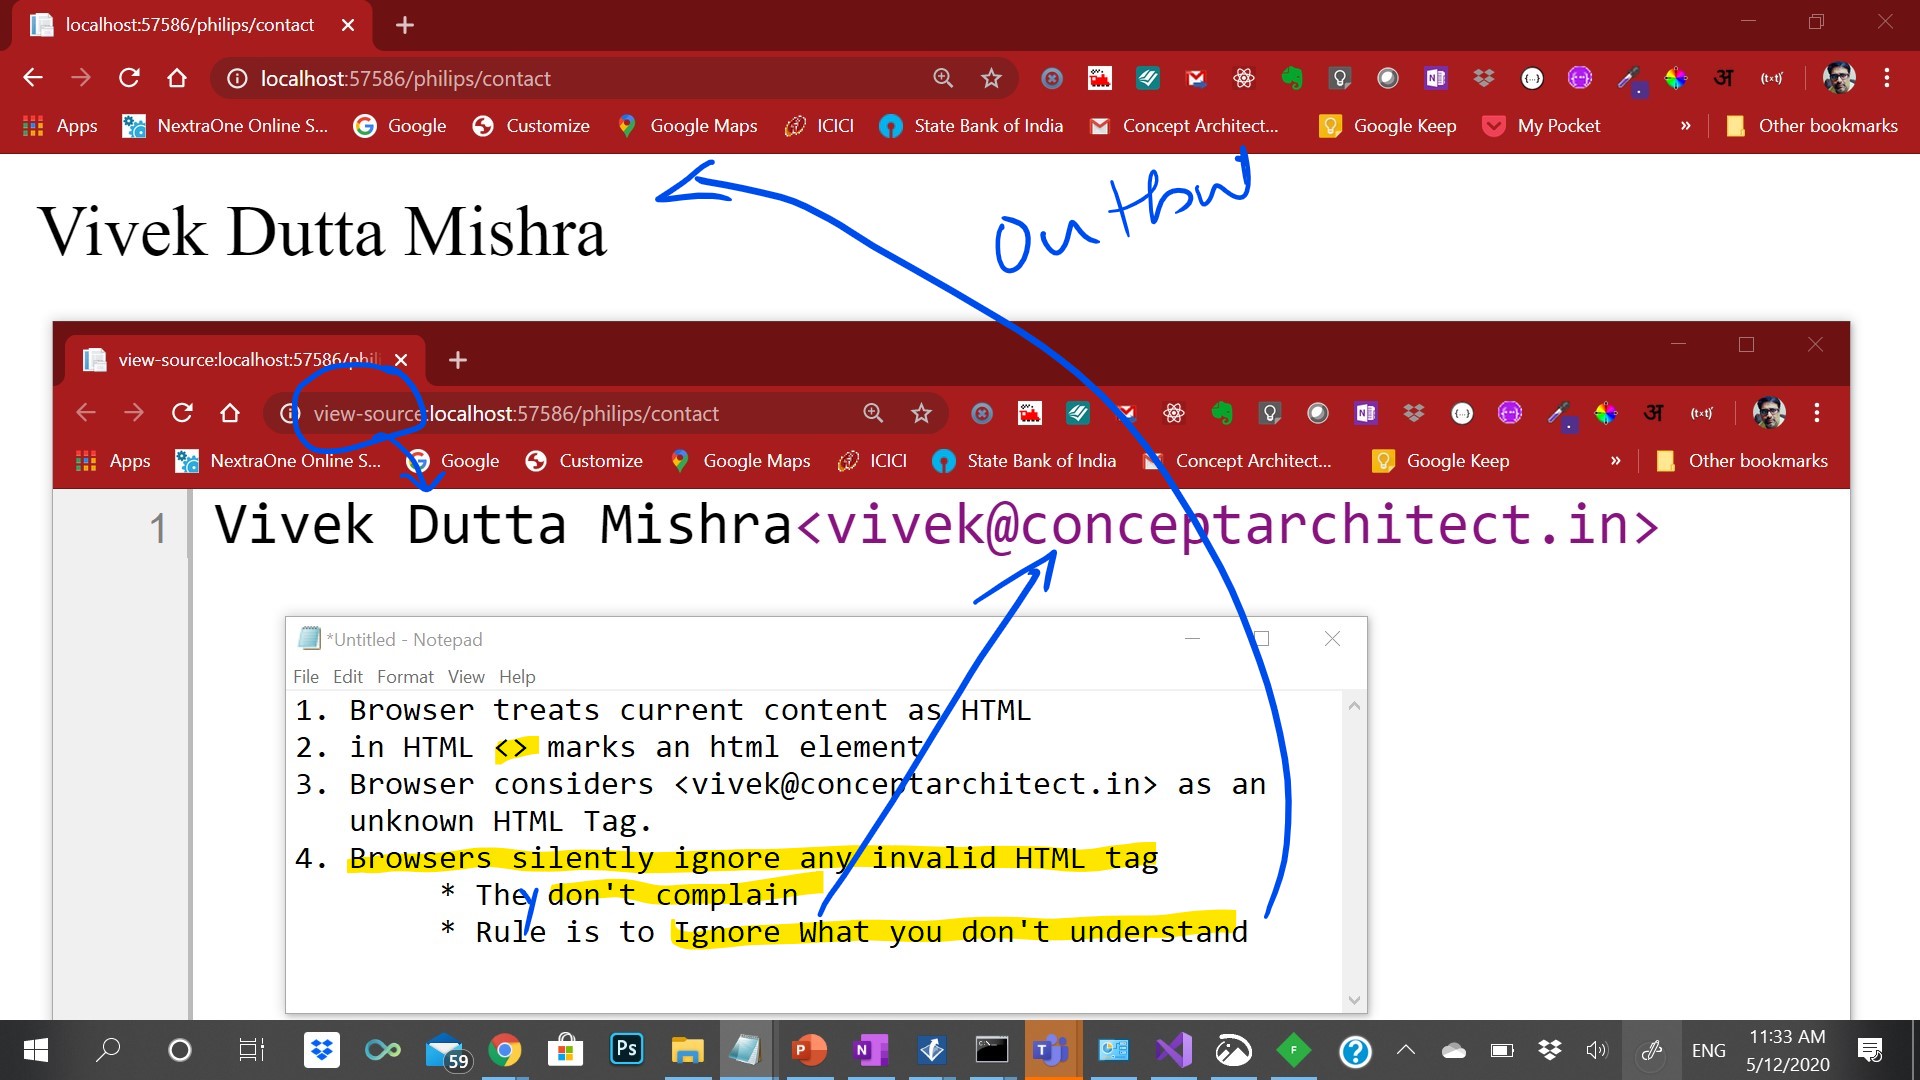 localhost:57586/philips/contact
localhost:57586/philips/contact
Apps NextraOne Online S... Google Customize Google Maps ICICI State Bank of India Concept Architect... Google Keep My Pocket » Other bookmarks
Output
Vivek Dutta Mishra
view-source:localhost:57586/phili
view-source:localhost:57586/philips/contact
Apps NextraOne Online S... Google Customize Google Maps ICICI State Bank of India Concept Architect... Google Keep » Other bookmarks
1 Vivek Dutta Mishra<vivek@conceptarchitect.in>
*Untitled - Notepad
File Edit Format View Help
1. Browser treats current content as HTML
2. in HTML <> marks an html element
3. Browser considers <vivek@conceptarchitect.in> as an
unknown HTML Tag.
4. Browsers silently ignore any invalid HTML tag
* They don't complain
* Rule is to Ignore What you don't understand
59 Ps ENG 11:33 AM
5/12/2020